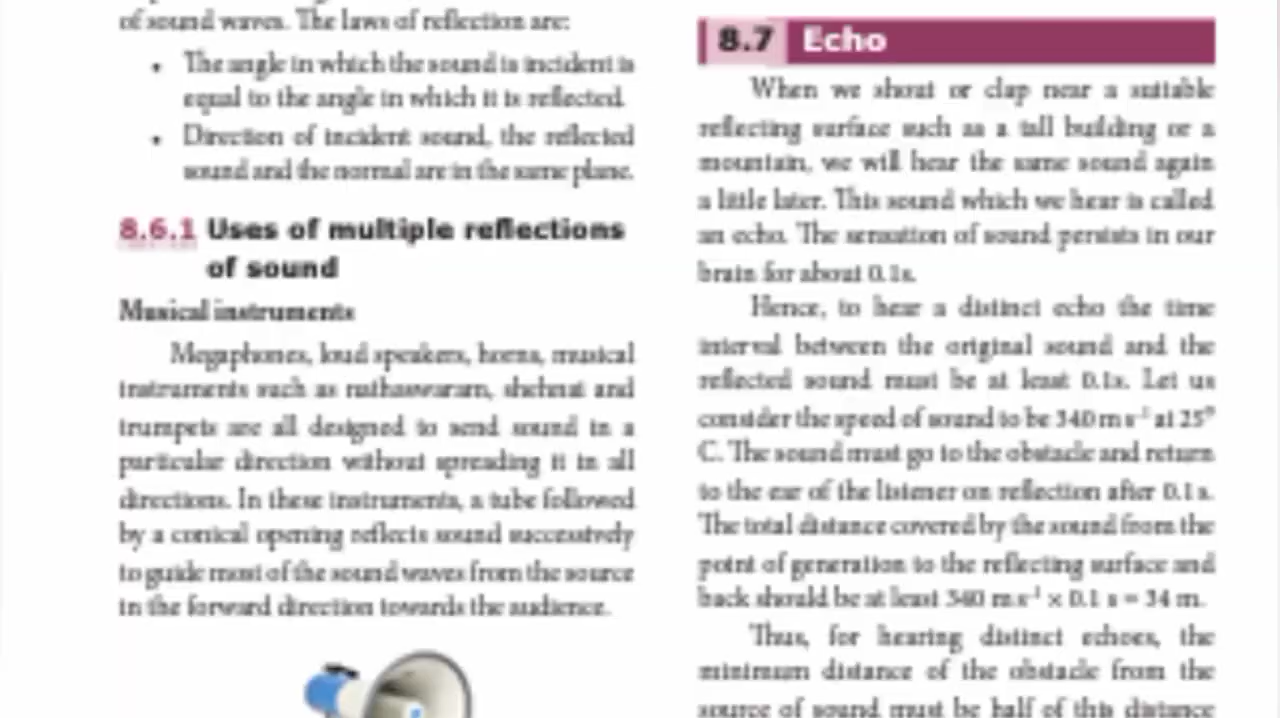 of sound waves. The laws of reflection are:
• The angle in which the sound is incident is
equal to the angle in which it is reflected.
• Direction of incident sound, the reflected
sound and the normal are in the same plane.
8.6.1 Uses of multiple reflections
of sound
Musical instruments
Megaphones, loud speakers, horns, musical
instruments such as nathaswaram, shehnai and
trumpets are all designed to send sound in a
particular direction without spreading it in all
directions. In these instruments, a tube followed
by a conical opening reflects sound successively
to guide most of the sound waves from the source
in the forward direction towards the audience.
8.7 Echo
When we shout or clap near a suitable
reflecting surface such as a tall building or a
mountain, we will hear the same sound again
a little later. This sound which we hear is called
an echo. The sensation of sound persists in our
brain for about 0.1s.
Hence, to hear a distinct echo the time
interval between the original sound and the
reflected sound must be at least 0.1s. Let us
consider the speed of sound to be 340 m s⁻¹ at 25⁰
C. The sound must go to the obstacle and return
to the ear of the listener on reflection after 0.1 s.
The total distance covered by the sound from the
point of generation to the reflecting surface and
back should be at least 340 m s⁻¹ × 0.1 s = 34 m.
Thus, for hearing distinct echoes, the
minimum distance of the obstacle from the
source of sound must be half of this distance